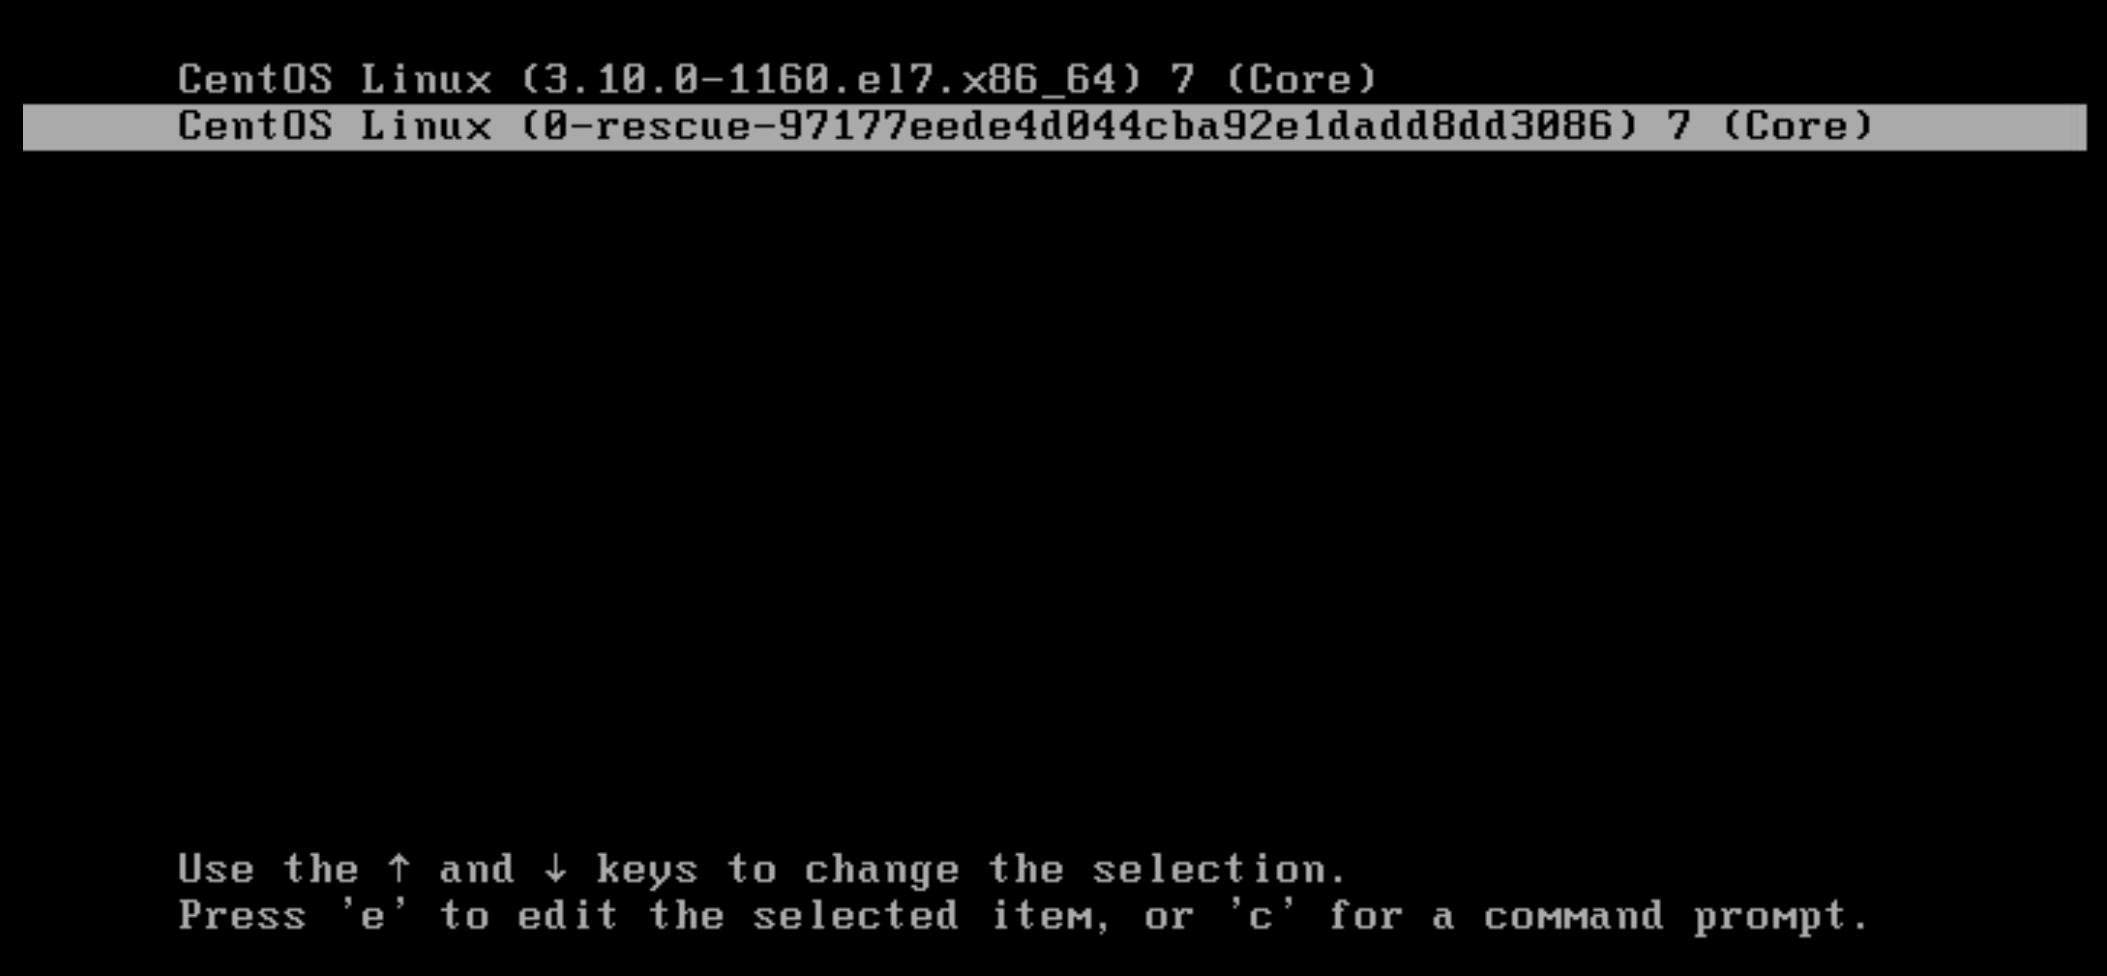 CentOS Linux (3.10.0-1160.el7.x86_64) 7 (Core)
CentOS Linux (0-rescue-97177eede4d044cba92e1dadd8dd3086) 7 (Core)
Use the ↑ and ↓ keys to change the selection.
Press 'e' to edit the selected item, or 'c' for a command prompt.